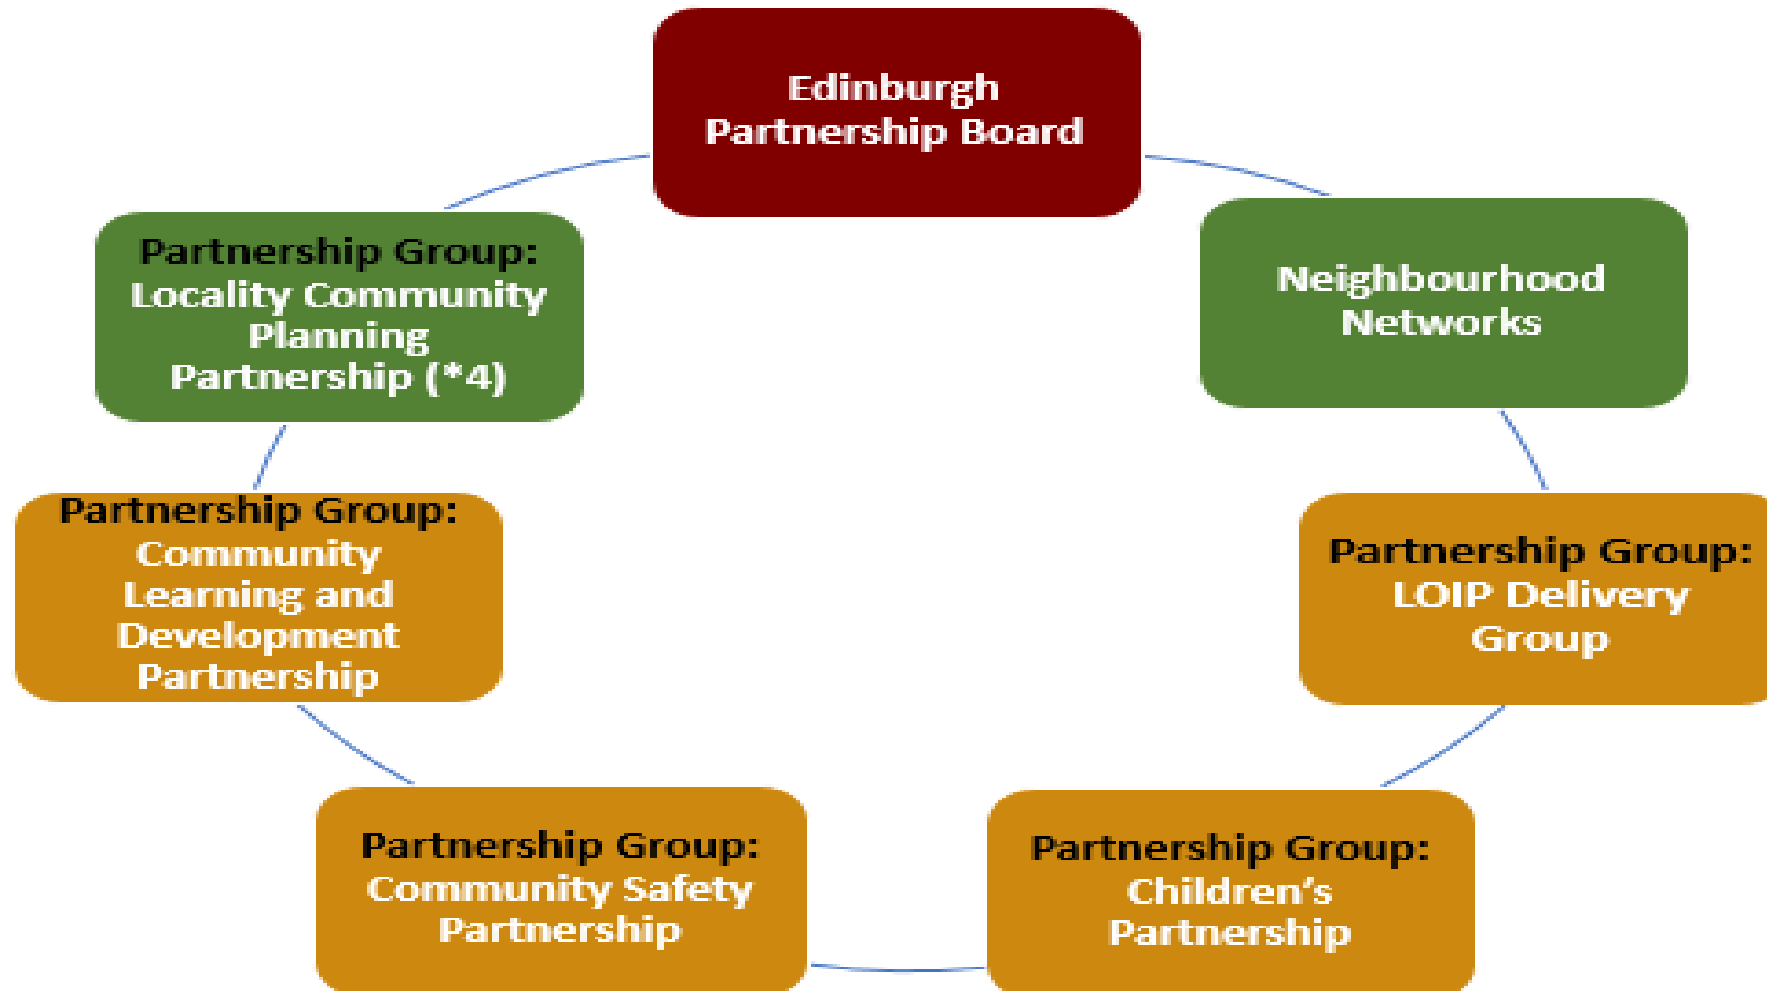 Edinburgh
Partnership Board
Partnership Group:
Locality Community
Planning
Partnership (*4)
Neighbourhood
Networks
Partnership Group:
Community
Learning and
Development
Partnership
Partnership Group:
LOIP Delivery
Group
Partnership Group:
Community Safety
Partnership
Partnership Group:
Children’s
Partnership